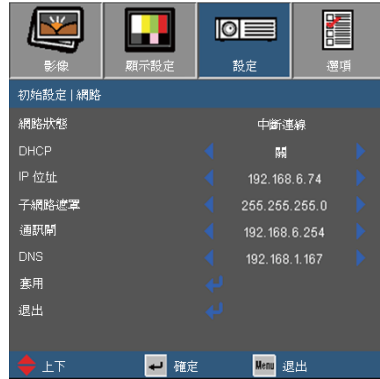 影像 顯示設定 設定 選項
初始設定 | 網路
網路狀態 中斷連線
DHCP 關
IP 位址 192.168.6.74
子網路遮罩 255.255.255.0
通訊閘 192.168.6.254
DNS 192.168.1.167
套用
退出
上下 確定 Menu 退出